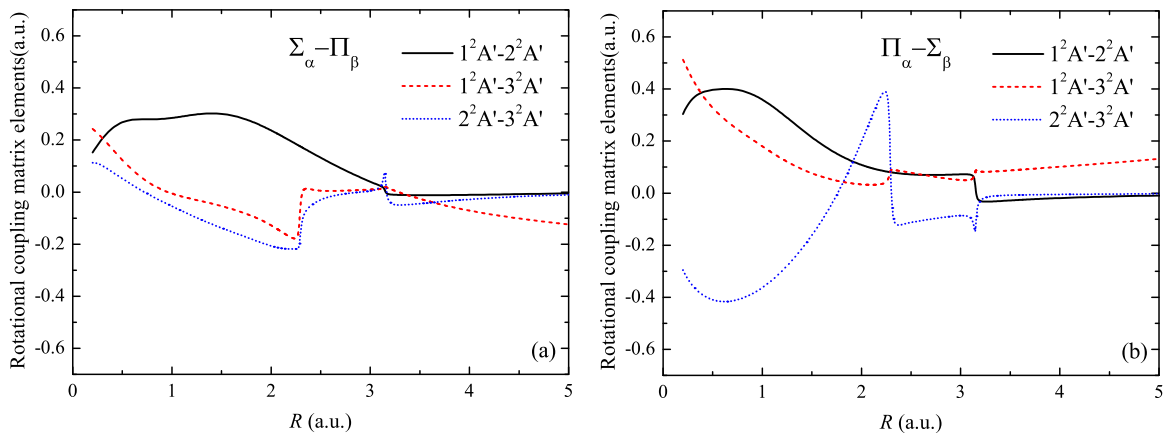 Rotational coupling matrix elements(a.u.)
0.6
0.4
0.2
0.0
-0.2
-0.4
-0.6
Σα–Πβ
1²A'-2²A'
1²A'-3²A'
2²A'-3²A'
(a)
0 1 2 3 4 5
R (a.u.)
Rotational coupling matrix elements(a.u.)
0.6
0.4
0.2
0.0
-0.2
-0.4
-0.6
Πα–Σβ
1²A'-2²A'
1²A'-3²A'
2²A'-3²A'
(b)
0 1 2 3 4 5
R (a.u.)